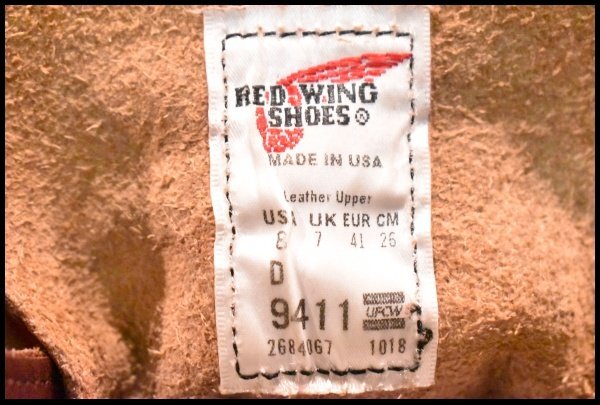 RED WING
SHOES®
MADE IN USA
Leather Upper
USA UK EUR CM
8 7 41 26
D
9411 UFCW
2684067 1018